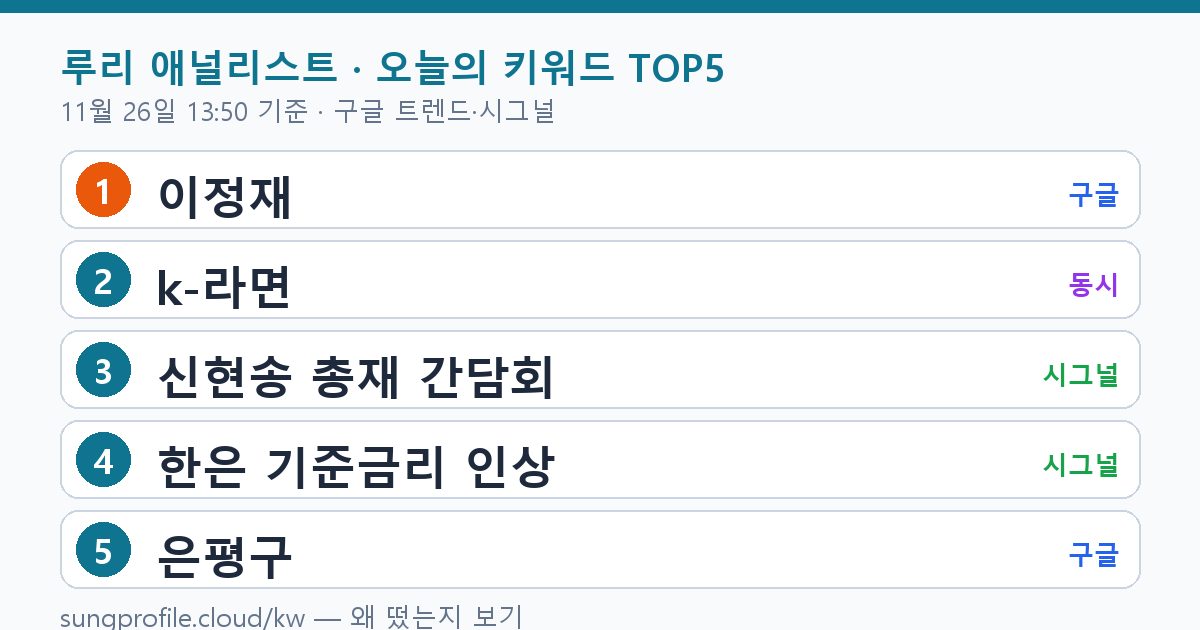 루리 애널리스트 · 오늘의 키워드 TOP5
11월 26일 13:50 기준 · 구글 트렌드·시그널
1 이정재 구글
2 k-라면 동시
3 신현송 총재 간담회 시그널
4 한은 기준금리 인상 시그널
5 은평구 구글
sungprofile.cloud/kw — 왜 떴는지 보기